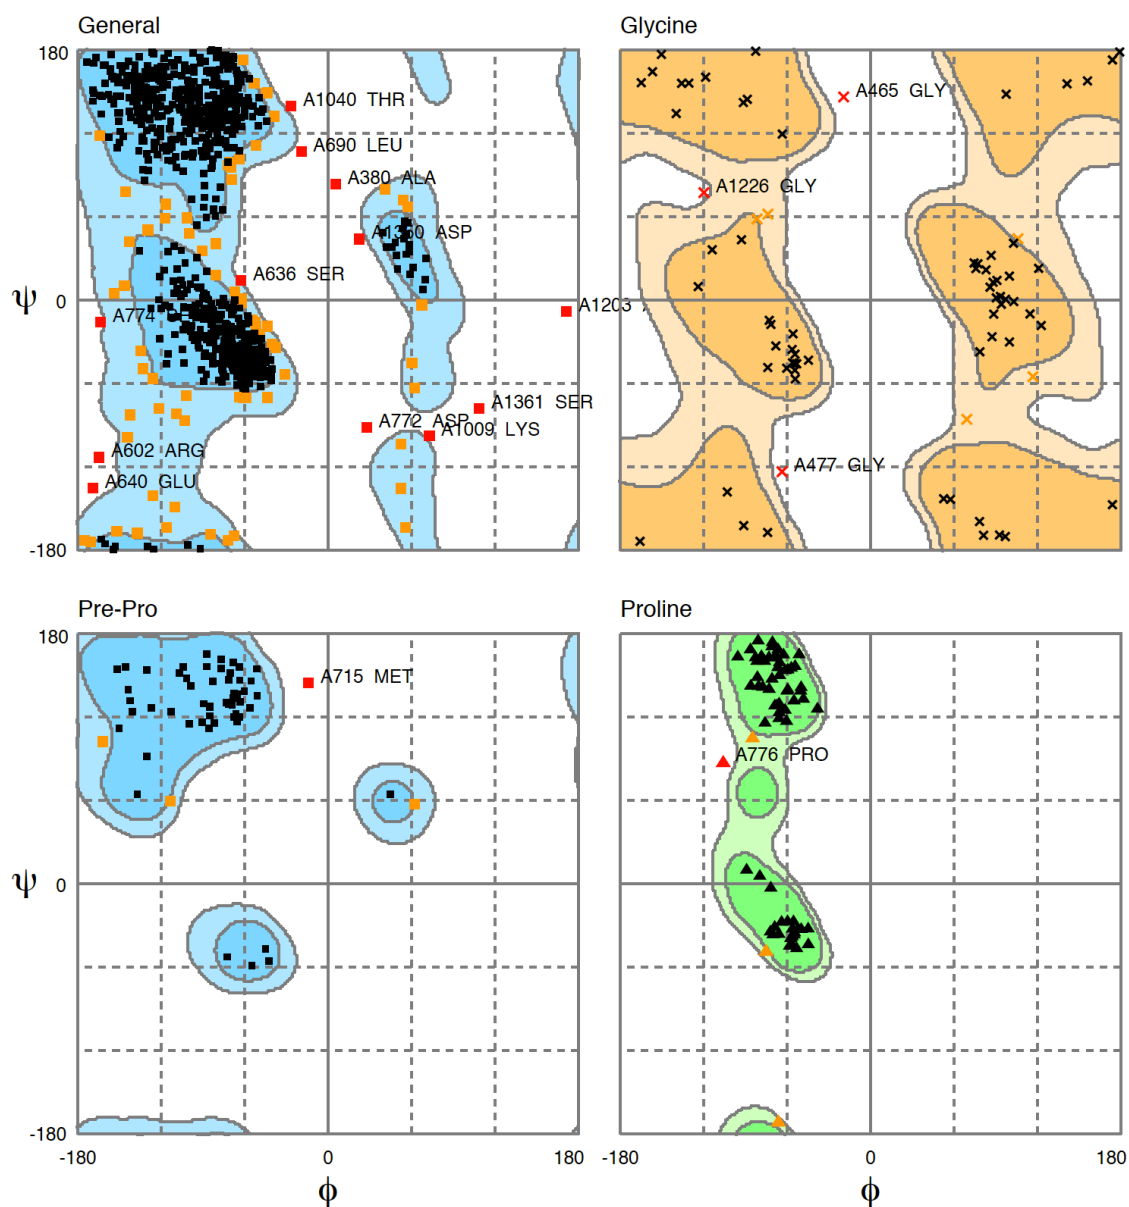 General
Glycine
180
A1040 THR
A690 LEU
A380 ALA
A1360 ASP
A636 SER
A774
A1203
A1361 SER
A772 ASP
A1009 LYS
A602 ARG
A640 GLU
A465 GLY
A1226 GLY
A477 GLY
ψ
0
-180
Pre-Pro
Proline
180
A715 MET
A776 PRO
ψ
0
-180
-180
0
180
-180
0
180
ϕ
ϕ